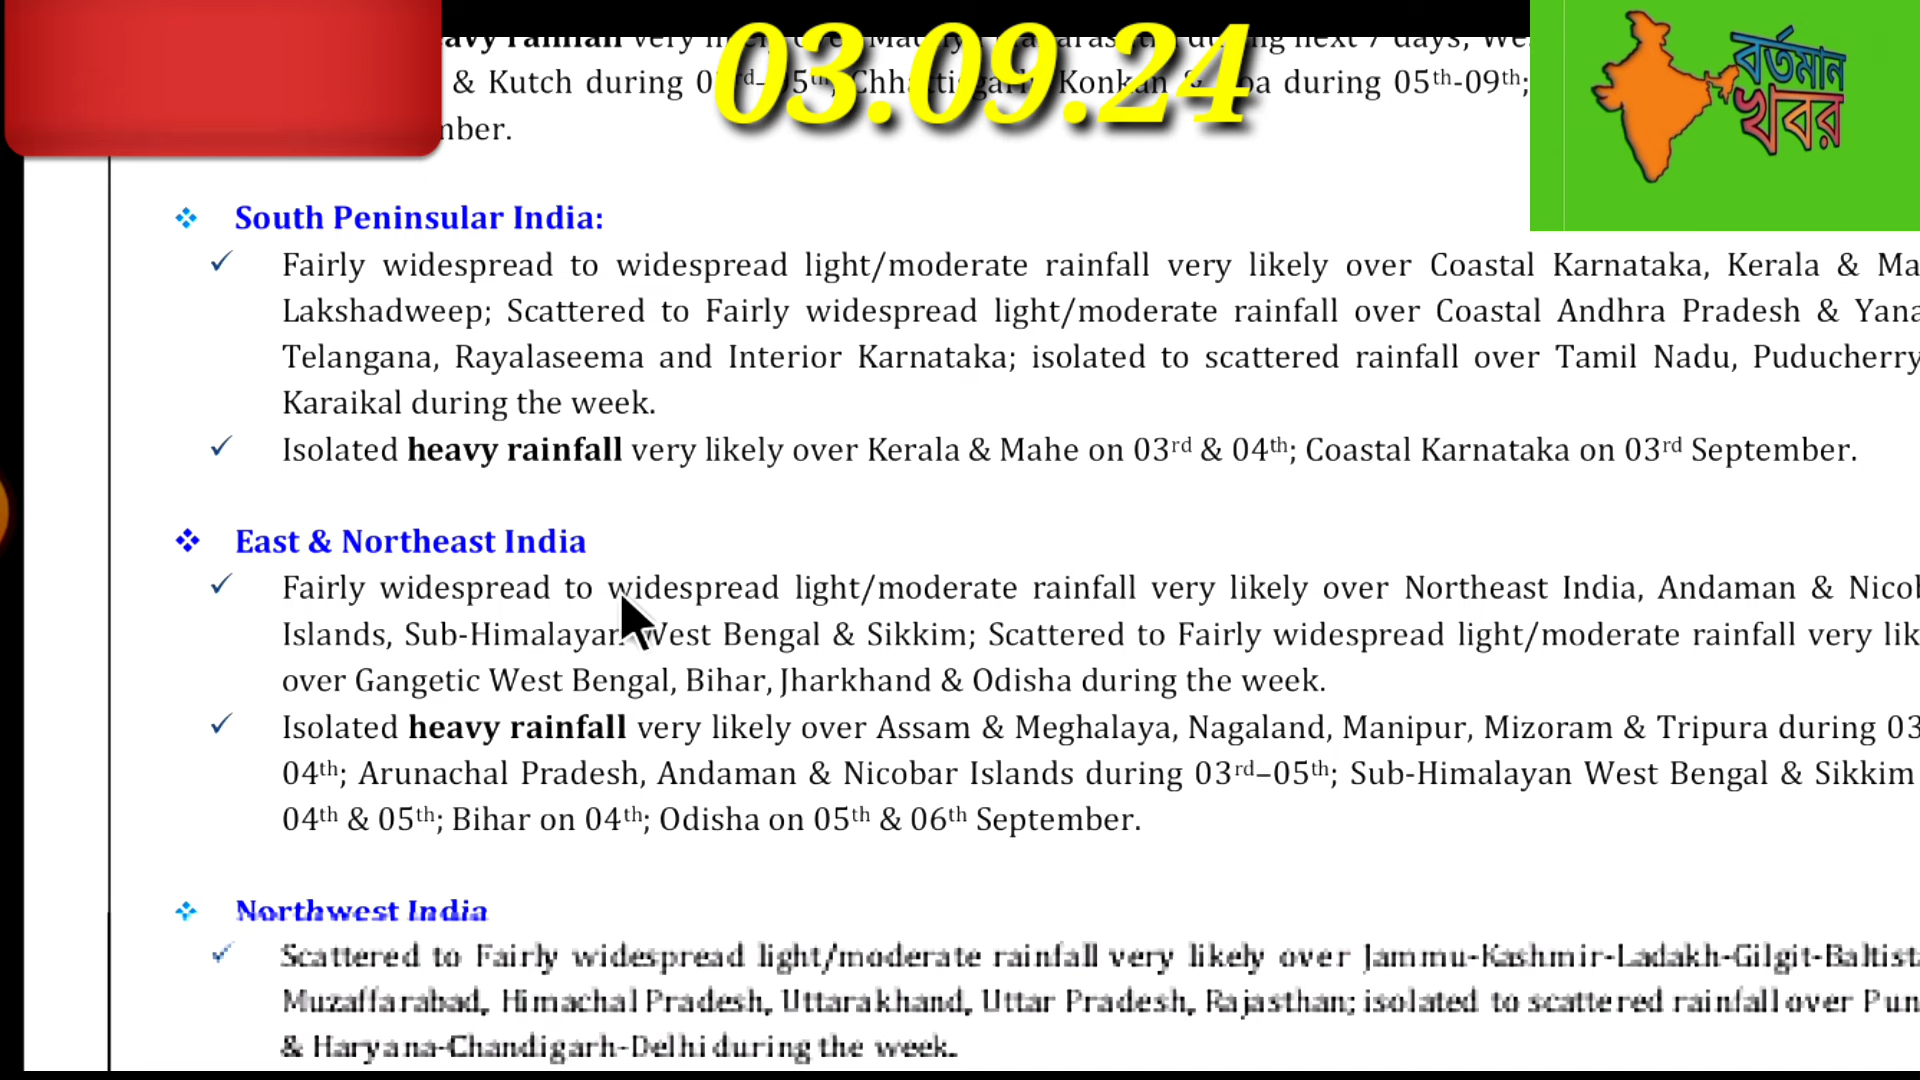 03.09.24
বর্তমান
খবর
& Kutch during
during 05th-09th;
South Peninsular India:
Fairly widespread to widespread light/moderate rainfall very likely over Coastal Karnataka, Kerala &
Lakshadweep; Scattered to Fairly widespread light/moderate rainfall over Coastal Andhra Pradesh &
Telangana, Rayalaseema and Interior Karnataka; isolated to scattered rainfall over Tamil Nadu, Puducherry
Karaikal during the week.
Isolated heavy rainfall very likely over Kerala & Mahe on 03rd & 04th; Coastal Karnataka on 03rd September.
East & Northeast India
Fairly widespread to widespread light/moderate rainfall very likely over Northeast India, Andaman &
Islands, Sub-Himalayan West Bengal & Sikkim; Scattered to Fairly widespread light/moderate rainfall very
over Gangetic West Bengal, Bihar, Jharkhand & Odisha during the week.
Isolated heavy rainfall very likely over Assam & Meghalaya, Nagaland, Manipur, Mizoram & Tripura during 03
04th; Arunachal Pradesh, Andaman & Nicobar Islands during 03rd–05th; Sub-Himalayan West Bengal & Sikkim
04th & 05th; Bihar on 04th; Odisha on 05th & 06th September.
Northwest India
Scattered to Fairly widespread light/moderate rainfall very likely over Jammu-Kashmir-Ladakh-Gilgit-
Muzaffarabad, Himachal Pradesh, Uttarakhand, Uttar Pradesh, Rajasthan; isolated to scattered rainfall over
& Haryana-Chandigarh-Delhi during the week.